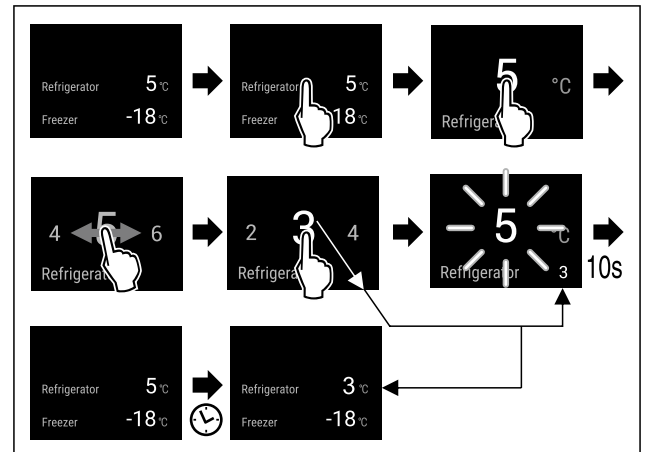 Refrigerator 5 °C
Freezer -18 °C
Refrigerator 5 °C
Freezer 18 °C
5 °C
Refriger
4 5 6
Refrigerat
2 3 4
Refrigera
5 °C
Refrigerator 3
10s
Refrigerator 5 °C
Freezer -18 °C
Refrigerator 3 °C
Freezer -18 °C